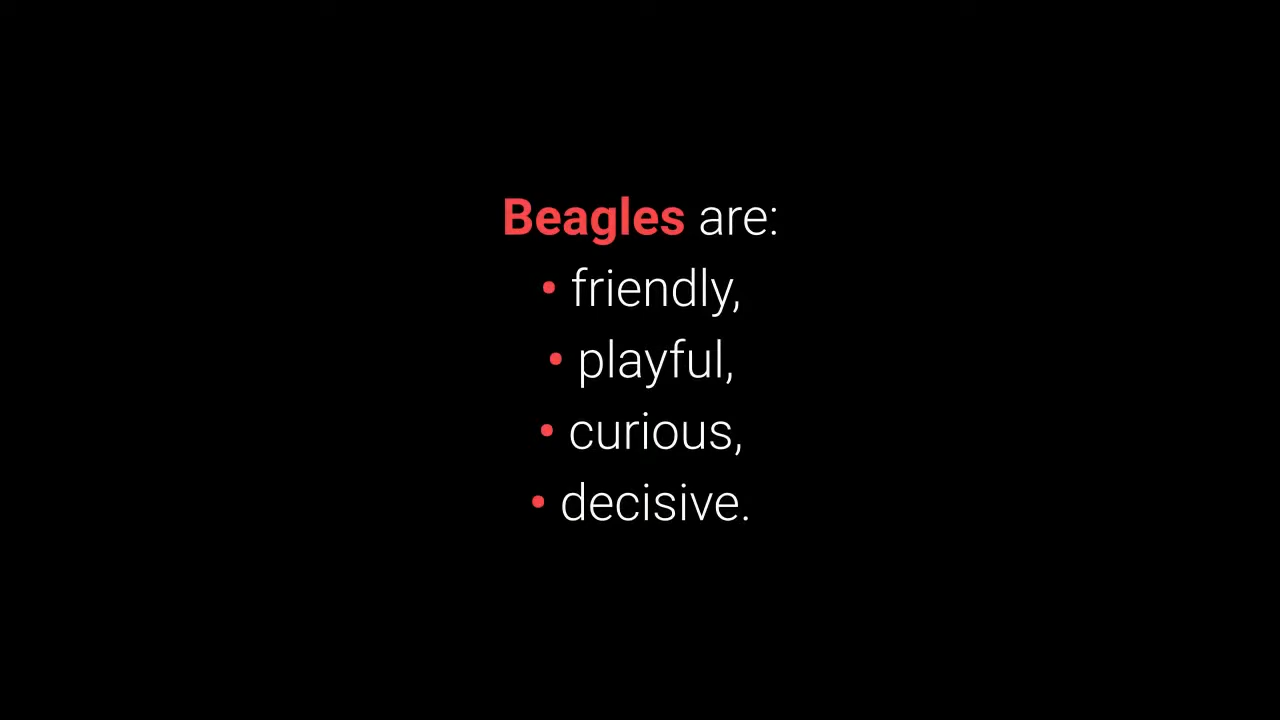 Beagles are:
• friendly,
• playful,
• curious,
• decisive.